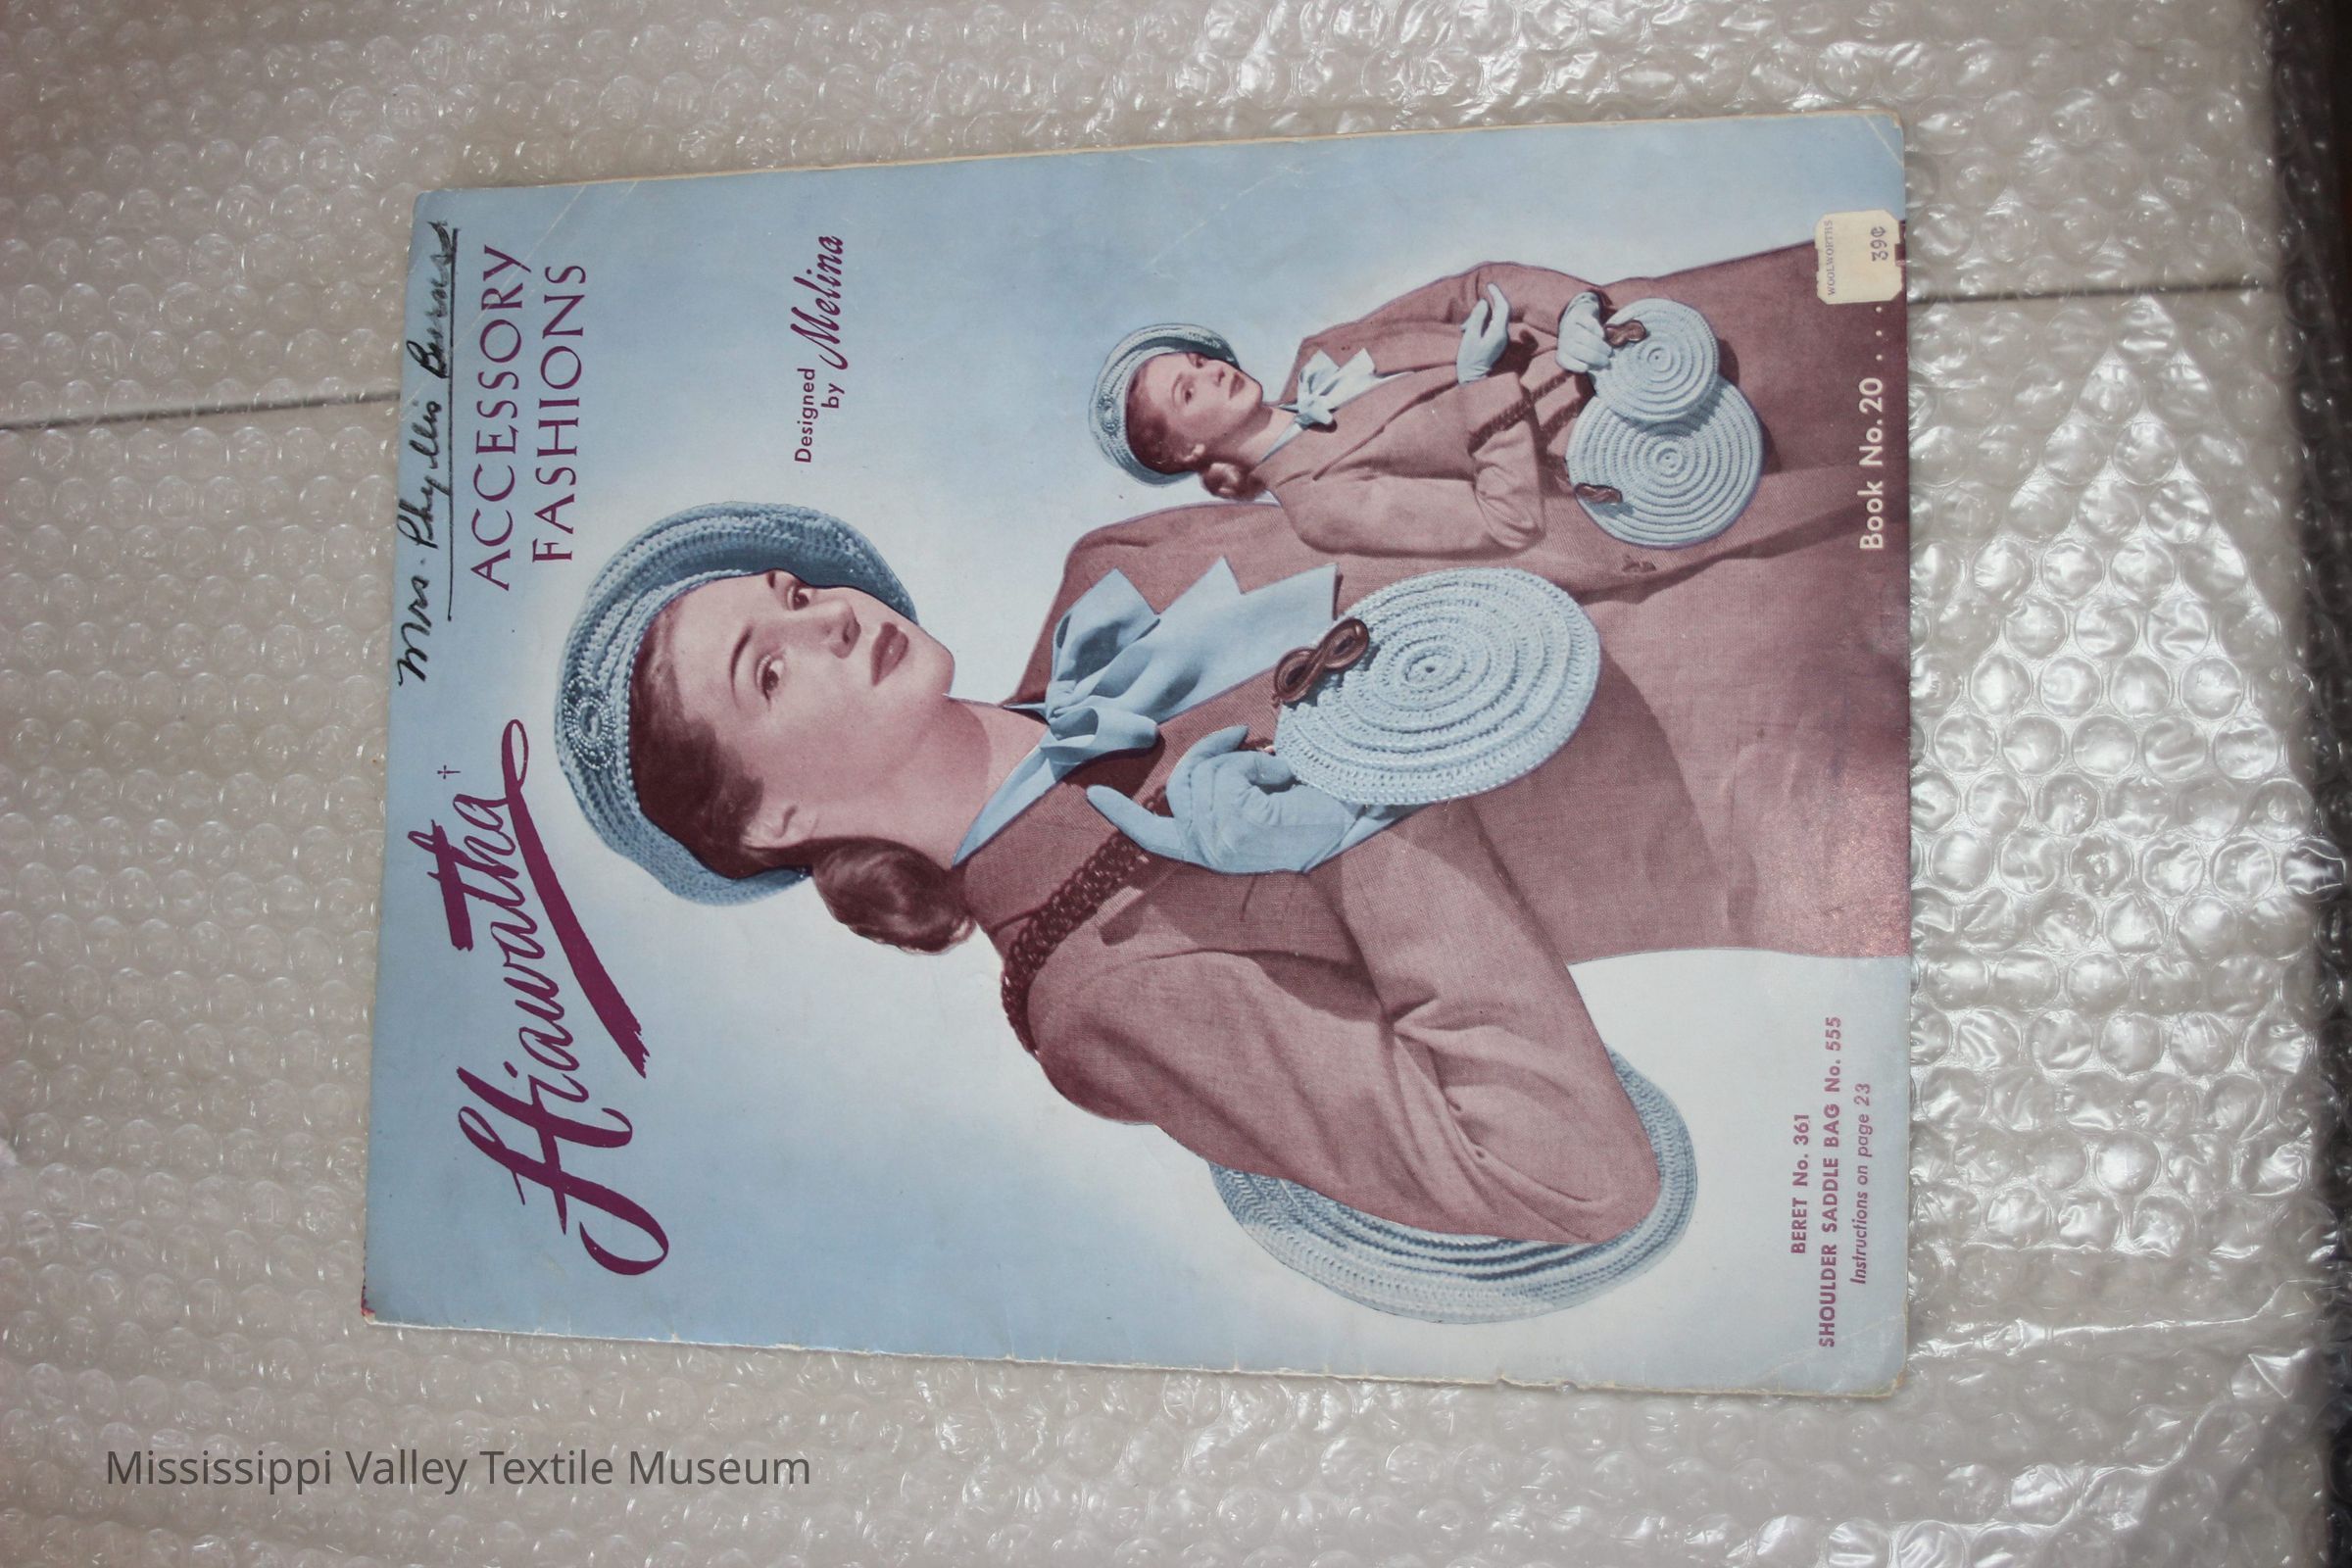 Mrs. Phyllis Burns
Hiawatha†
ACCESSORY
FASHIONS
Designed
by Melina
BERET No. 361
SHOULDER SADDLE BAG No. 555
Instructions on page 23
Book No. 20 . . . .
WOOLWORTHS
39¢
Mississippi Valley Textile Museum